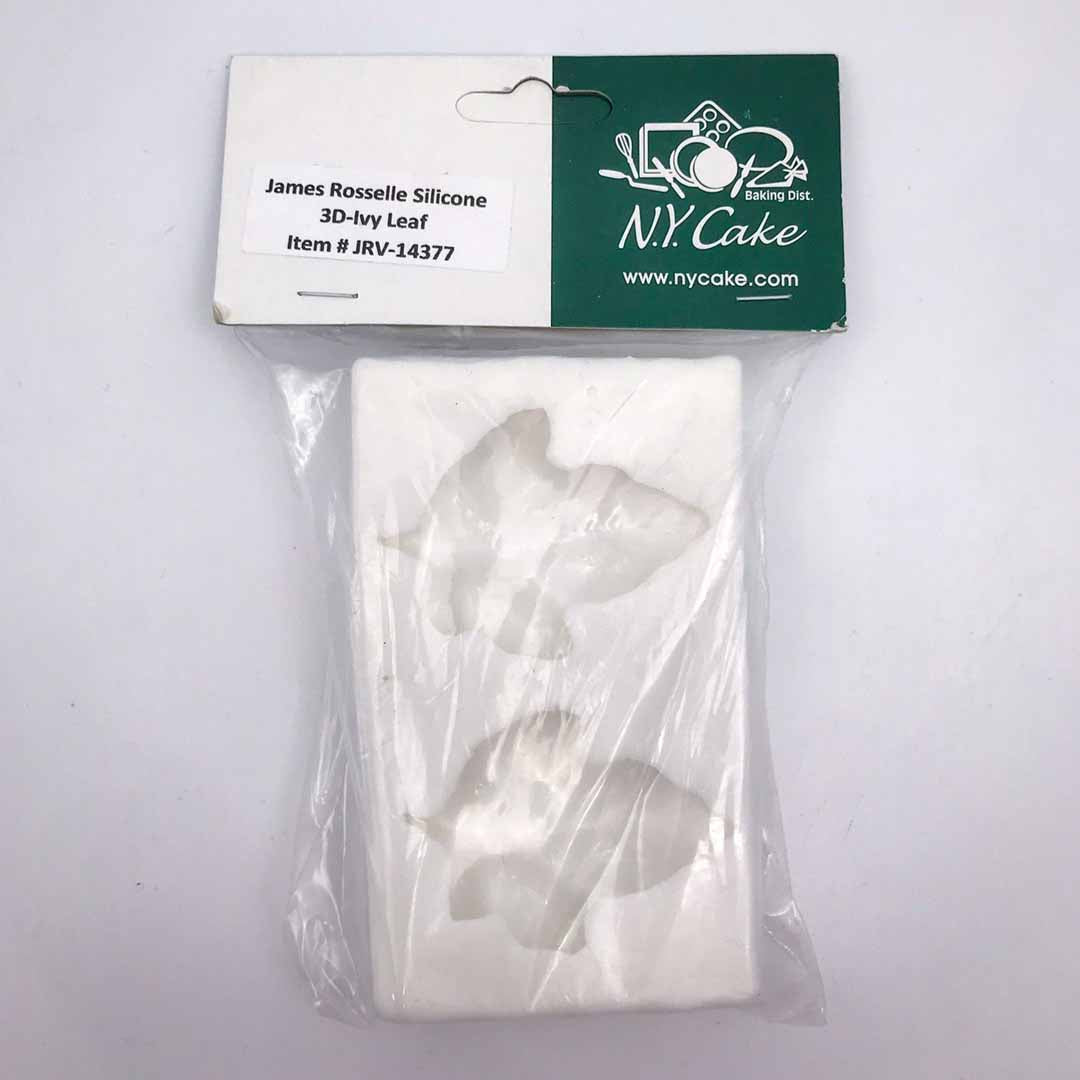 James Rosselle Silicone
3D-Ivy Leaf
Item # JRV-14377
Baking Dist.
N.Y. Cake
www.nycake.com